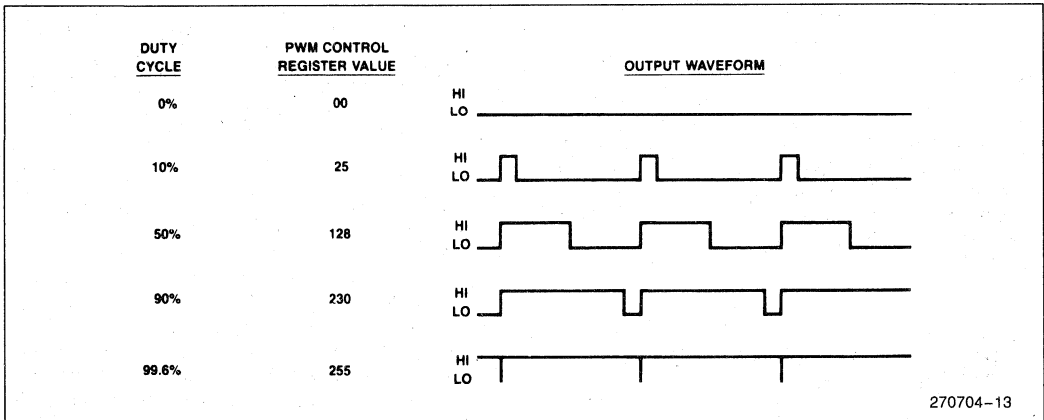 DUTY CYCLE PWM CONTROL REGISTER VALUE OUTPUT WAVEFORM
0% 00 HI LO
10% 25 HI LO
50% 128 HI LO
90% 230 HI LO
99.6% 255 HI LO
270704-13